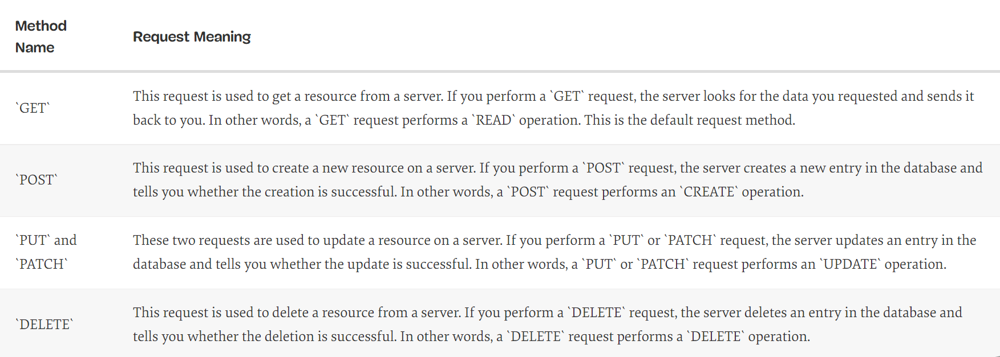 Method
Name
Request Meaning
`GET`
This request is used to get a resource from a server. If you perform a `GET` request, the server looks for the data you requested and sends it
back to you. In other words, a `GET` request performs a `READ` operation. This is the default request method.
`POST`
This request is used to create a new resource on a server. If you perform a `POST` request, the server creates a new entry in the database and
tells you whether the creation is successful. In other words, a `POST` request performs an `CREATE` operation.
`PUT` and
`PATCH`
These two requests are used to update a resource on a server. If you perform a `PUT` or `PATCH` request, the server updates an entry in the
database and tells you whether the update is successful. In other words, a `PUT` or `PATCH` request performs an `UPDATE` operation.
`DELETE`
This request is used to delete a resource from a server. If you perform a `DELETE` request, the server deletes an entry in the database and
tells you whether the deletion is successful. In other words, a `DELETE` request performs a `DELETE` operation.